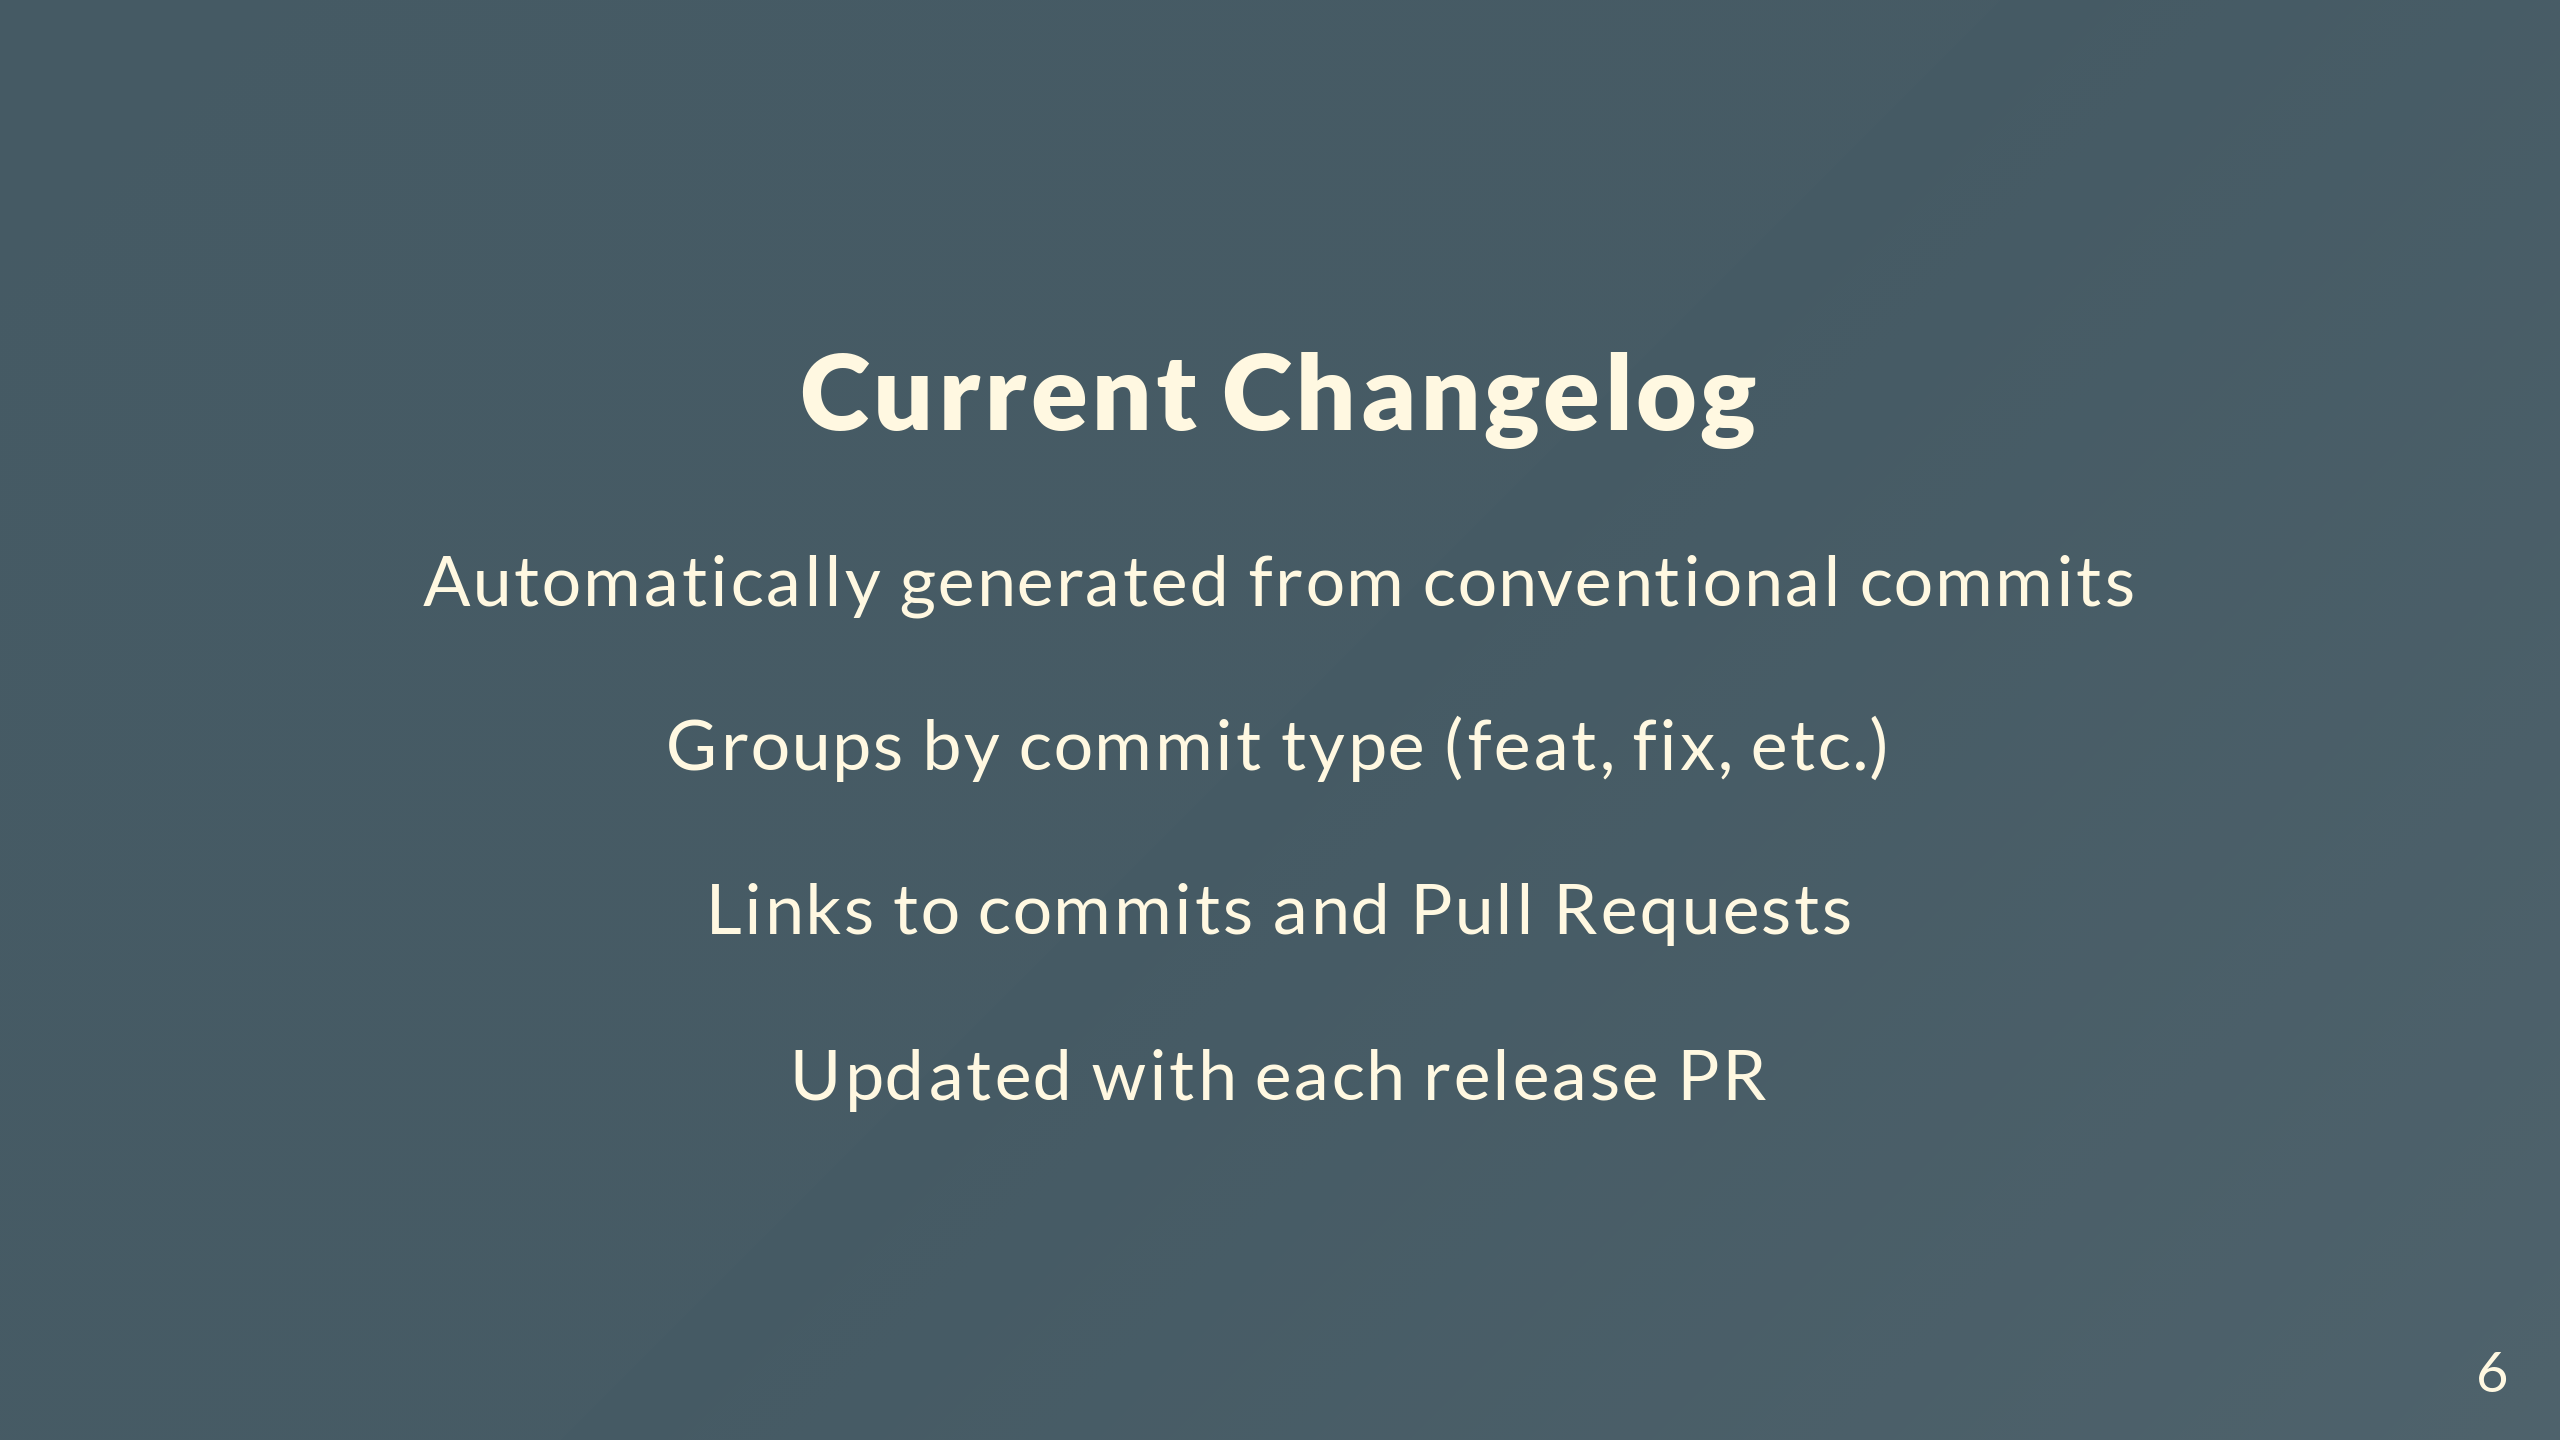 Current Changelog
Automatically generated from conventional commits
Groups by commit type (feat, fix, etc.)
Links to commits and Pull Requests
Updated with each release PR
6